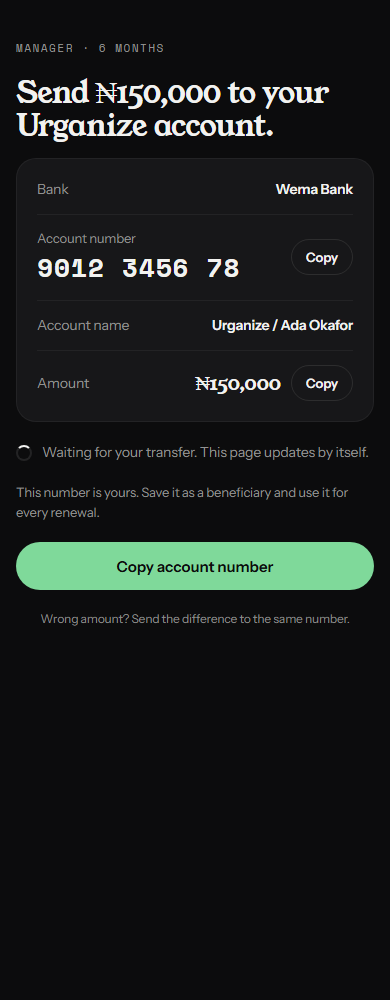 MANAGER · 6 MONTHS
Send ₦150,000 to your
Urganize account.
Bank
Wema Bank
Account number
9012 3456 78
Copy
Account name
Urganize / Ada Okafor
Amount
₦150,000
Copy
Waiting for your transfer. This page updates by itself.
This number is yours. Save it as a beneficiary and use it for
every renewal.
Copy account number
Wrong amount? Send the difference to the same number.